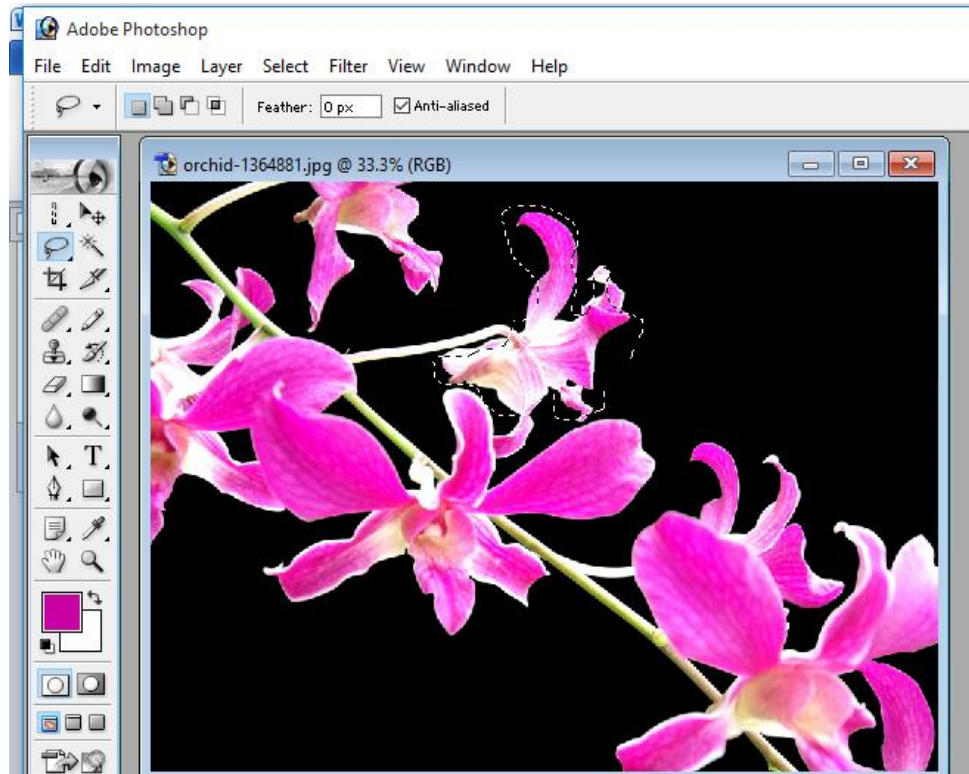 Adobe Photoshop
File Edit Image Layer Select Filter View Window Help
Feather: 0 px Anti-aliased
orchid-1364881.jpg @ 33.3% (RGB)
T